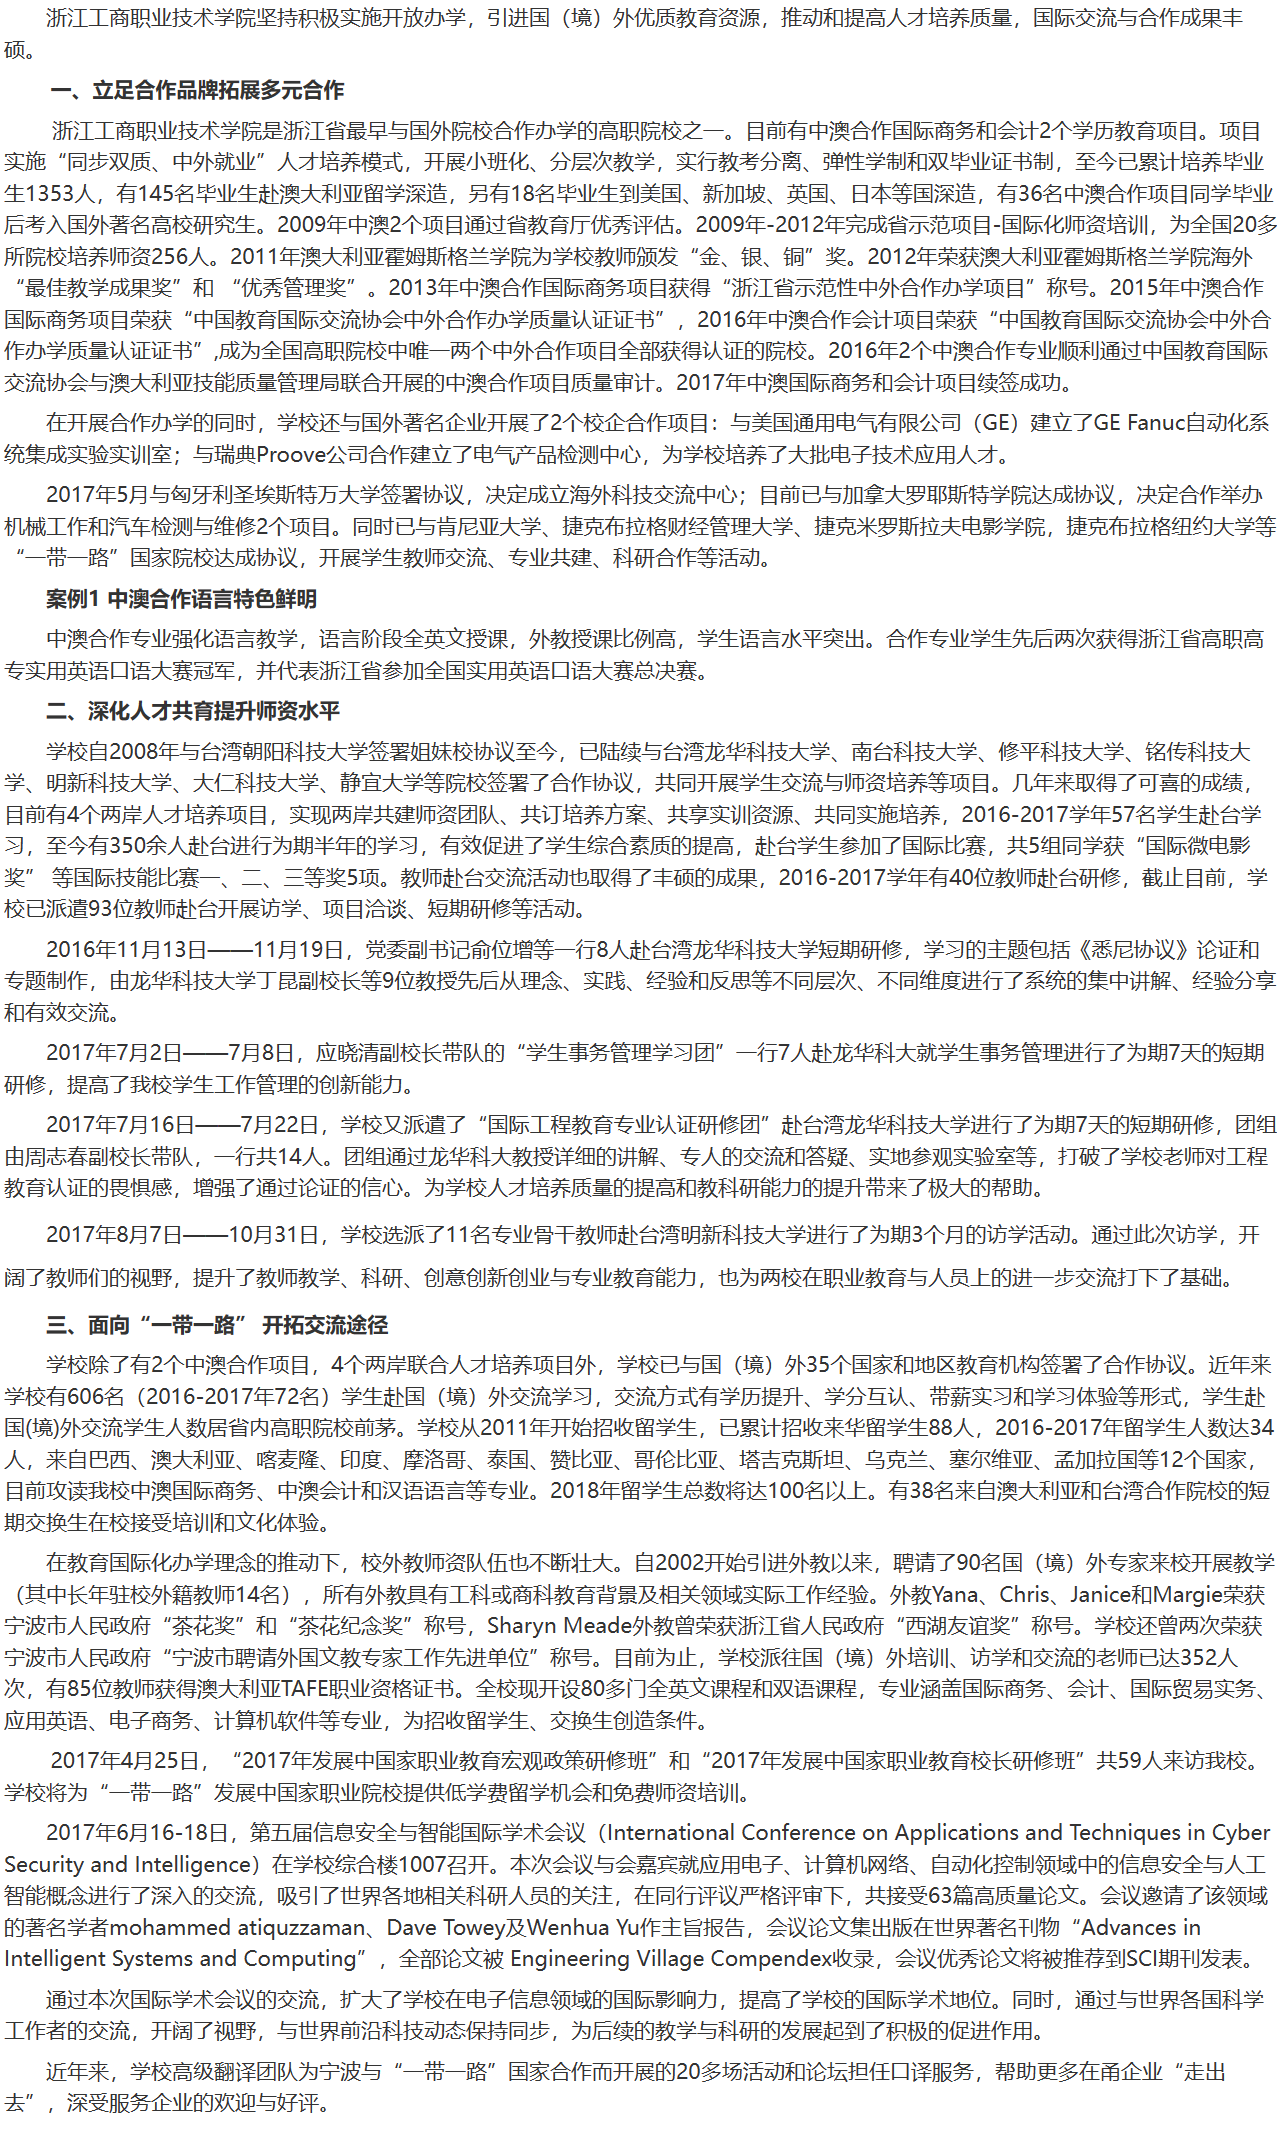 浙江工商职业技术学院坚持积极实施开放办学，引进国（境）外优质教育资源，推动和提高人才培养质量，国际交流与合作成果丰
硕。
一、立足合作品牌拓展多元合作
浙江工商职业技术学院是浙江省最早与国外院校合作办学的高职院校之一。目前有中澳合作国际商务和会计2个学历教育项目。项目
实施“同步双质、中外就业”人才培养模式，开展小班化、分层次教学，实行教考分离、弹性学制和双毕业证书制，至今已累计培养毕业
生1353人，有145名毕业生赴澳大利亚留学深造，另有18名毕业生到美国、新加坡、英国、日本等国深造，有36名中澳合作项目同学毕业
后考入国外著名高校研究生。2009年中澳2个项目通过省教育厅优秀评估。2009年-2012年完成省示范项目-国际化师资培训，为全国20多
所院校培养师资256人。2011年澳大利亚霍姆斯格兰学院为学校教师颁发“金、银、铜”奖。2012年荣获澳大利亚霍姆斯格兰学院海外
“最佳教学成果奖”和 “优秀管理奖”。2013年中澳合作国际商务项目获得“浙江省示范性中外合作办学项目”称号。2015年中澳合作
国际商务项目荣获“中国教育国际交流协会中外合作办学质量认证证书”，2016年中澳合作会计项目荣获“中国教育国际交流协会中外合
作办学质量认证证书”,成为全国高职院校中唯一两个中外合作项目全部获得认证的院校。2016年2个中澳合作专业顺利通过中国教育国际
交流协会与澳大利亚技能质量管理局联合开展的中澳合作项目质量审计。2017年中澳国际商务和会计项目续签成功。
在开展合作办学的同时，学校还与国外著名企业开展了2个校企合作项目：与美国通用电气有限公司（GE）建立了GE Fanuc自动化系
统集成实验实训室；与瑞典Proove公司合作建立了电气产品检测中心，为学校培养了大批电子技术应用人才。
2017年5月与匈牙利圣埃斯特万大学签署协议，决定成立海外科技交流中心；目前已与加拿大罗耶斯特学院达成协议，决定合作举办
机械工作和汽车检测与维修2个项目。同时已与肯尼亚大学、捷克布拉格财经管理大学、捷克米罗斯拉夫电影学院，捷克布拉格纽约大学等
“一带一路”国家院校达成协议，开展学生教师交流、专业共建、科研合作等活动。
案例1 中澳合作语言特色鲜明
中澳合作专业强化语言教学，语言阶段全英文授课，外教授课比例高，学生语言水平突出。合作专业学生先后两次获得浙江省高职高
专实用英语口语大赛冠军，并代表浙江省参加全国实用英语口语大赛总决赛。
二、深化人才共育提升师资水平
学校自2008年与台湾朝阳科技大学签署姐妹校协议至今，已陆续与台湾龙华科技大学、南台科技大学、修平科技大学、铭传科技大
学、明新科技大学、大仁科技大学、静宜大学等院校签署了合作协议，共同开展学生交流与师资培养等项目。几年来取得了可喜的成绩，
目前有4个两岸人才培养项目，实现两岸共建师资团队、共订培养方案、共享实训资源、共同实施培养，2016-2017学年57名学生赴台学
习，至今有350余人赴台进行为期半年的学习，有效促进了学生综合素质的提高，赴台学生参加了国际比赛，共5组同学获“国际微电影
奖” 等国际技能比赛一、二、三等奖5项。教师赴台交流活动也取得了丰硕的成果，2016-2017学年有40位教师赴台研修，截止目前，学
校已派遣93位教师赴台开展访学、项目洽谈、短期研修等活动。
2016年11月13日——11月19日，党委副书记俞位增等一行8人赴台湾龙华科技大学短期研修，学习的主题包括《悉尼协议》论证和
专题制作，由龙华科技大学丁昆副校长等9位教授先后从理念、实践、经验和反思等不同层次、不同维度进行了系统的集中讲解、经验分享
和有效交流。
2017年7月2日——7月8日，应晓清副校长带队的“学生事务管理学习团”一行7人赴龙华科大就学生事务管理进行了为期7天的短期
研修，提高了我校学生工作管理的创新能力。
2017年7月16日——7月22日，学校又派遣了“国际工程教育专业认证研修团”赴台湾龙华科技大学进行了为期7天的短期研修，团组
由周志春副校长带队，一行共14人。团组通过龙华科大教授详细的讲解、专人的交流和答疑、实地参观实验室等，打破了学校老师对工程
教育认证的畏惧感，增强了通过论证的信心。为学校人才培养质量的提高和教科研能力的提升带来了极大的帮助。
2017年8月7日——10月31日，学校选派了11名专业骨干教师赴台湾明新科技大学进行了为期3个月的访学活动。通过此次访学，开
阔了教师们的视野，提升了教师教学、科研、创意创新创业与专业教育能力，也为两校在职业教育与人员上的进一步交流打下了基础。
三、面向“一带一路” 开拓交流途径
学校除了有2个中澳合作项目，4个两岸联合人才培养项目外，学校已与国（境）外35个国家和地区教育机构签署了合作协议。近年来
学校有606名（2016-2017年72名）学生赴国（境）外交流学习，交流方式有学历提升、学分互认、带薪实习和学习体验等形式，学生赴
国(境)外交流学生人数居省内高职院校前茅。学校从2011年开始招收留学生，已累计招收来华留学生88人，2016-2017年留学生人数达34
人，来自巴西、澳大利亚、喀麦隆、印度、摩洛哥、泰国、赞比亚、哥伦比亚、塔吉克斯坦、乌克兰、塞尔维亚、孟加拉国等12个国家，
目前攻读我校中澳国际商务、中澳会计和汉语语言等专业。2018年留学生总数将达100名以上。有38名来自澳大利亚和台湾合作院校的短
期交换生在校接受培训和文化体验。
在教育国际化办学理念的推动下，校外教师资队伍也不断壮大。自2002开始引进外教以来，聘请了90名国（境）外专家来校开展教学
（其中长年驻校外籍教师14名），所有外教具有工科或商科教育背景及相关领域实际工作经验。外教Yana、Chris、Janice和Margie荣获
宁波市人民政府“茶花奖”和“茶花纪念奖”称号，Sharyn Meade外教曾荣获浙江省人民政府“西湖友谊奖”称号。学校还曾两次荣获
宁波市人民政府“宁波市聘请外国文教专家工作先进单位”称号。目前为止，学校派往国（境）外培训、访学和交流的老师已达352人
次，有85位教师获得澳大利亚TAFE职业资格证书。全校现开设80多门全英文课程和双语课程，专业涵盖国际商务、会计、国际贸易实务、
应用英语、电子商务、计算机软件等专业，为招收留学生、交换生创造条件。
2017年4月25日，“2017年发展中国家职业教育宏观政策研修班”和“2017年发展中国家职业教育校长研修班”共59人来访我校。
学校将为“一带一路”发展中国家职业院校提供低学费留学机会和免费师资培训。
2017年6月16-18日，第五届信息安全与智能国际学术会议（International Conference on Applications and Techniques in Cyber
Security and Intelligence）在学校综合楼1007召开。本次会议与会嘉宾就应用电子、计算机网络、自动化控制领域中的信息安全与人工
智能概念进行了深入的交流，吸引了世界各地相关科研人员的关注，在同行评议严格评审下，共接受63篇高质量论文。会议邀请了该领域
的著名学者mohammed atiquzzaman、Dave Towey及Wenhua Yu作主旨报告，会议论文集出版在世界著名刊物“Advances in
Intelligent Systems and Computing”，全部论文被 Engineering Village Compendex收录，会议优秀论文将被推荐到SCI期刊发表。
通过本次国际学术会议的交流，扩大了学校在电子信息领域的国际影响力，提高了学校的国际学术地位。同时，通过与世界各国科学
工作者的交流，开阔了视野，与世界前沿科技动态保持同步，为后续的教学与科研的发展起到了积极的促进作用。
近年来，学校高级翻译团队为宁波与“一带一路”国家合作而开展的20多场活动和论坛担任口译服务，帮助更多在甬企业“走出
去”，深受服务企业的欢迎与好评。